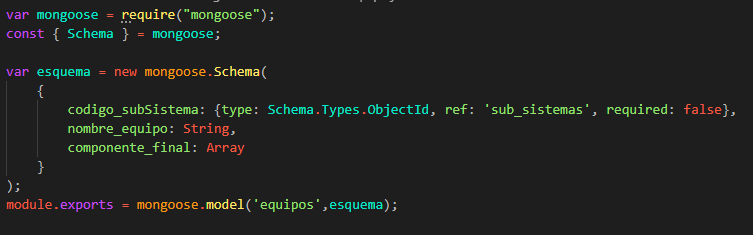 var mongoose = require("mongoose");
const { Schema } = mongoose;
var esquema = new mongoose.Schema(
{
codigo_subSistema: {type: Schema.Types.ObjectId, ref: 'sub_sistemas', required: false},
nombre_equipo: String,
componente_final: Array
}
);
module.exports = mongoose.model('equipos',esquema);